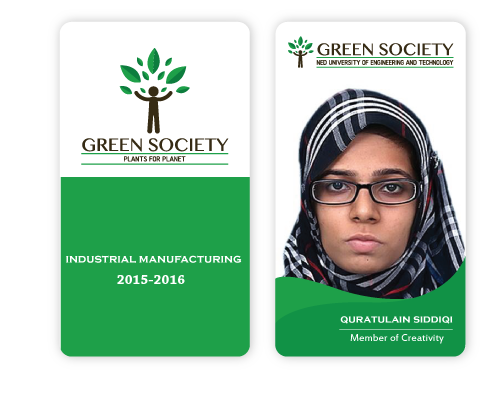 GREEN SOCIETY
PLANTS FOR PLANET
INDUSTRIAL MANUFACTURING
2015-2016
GREEN SOCIETY
NED UNIVERSITY OF ENGINEERING AND TECHNOLOGY
QURATULAIN SIDDIQI
Member of Creativity